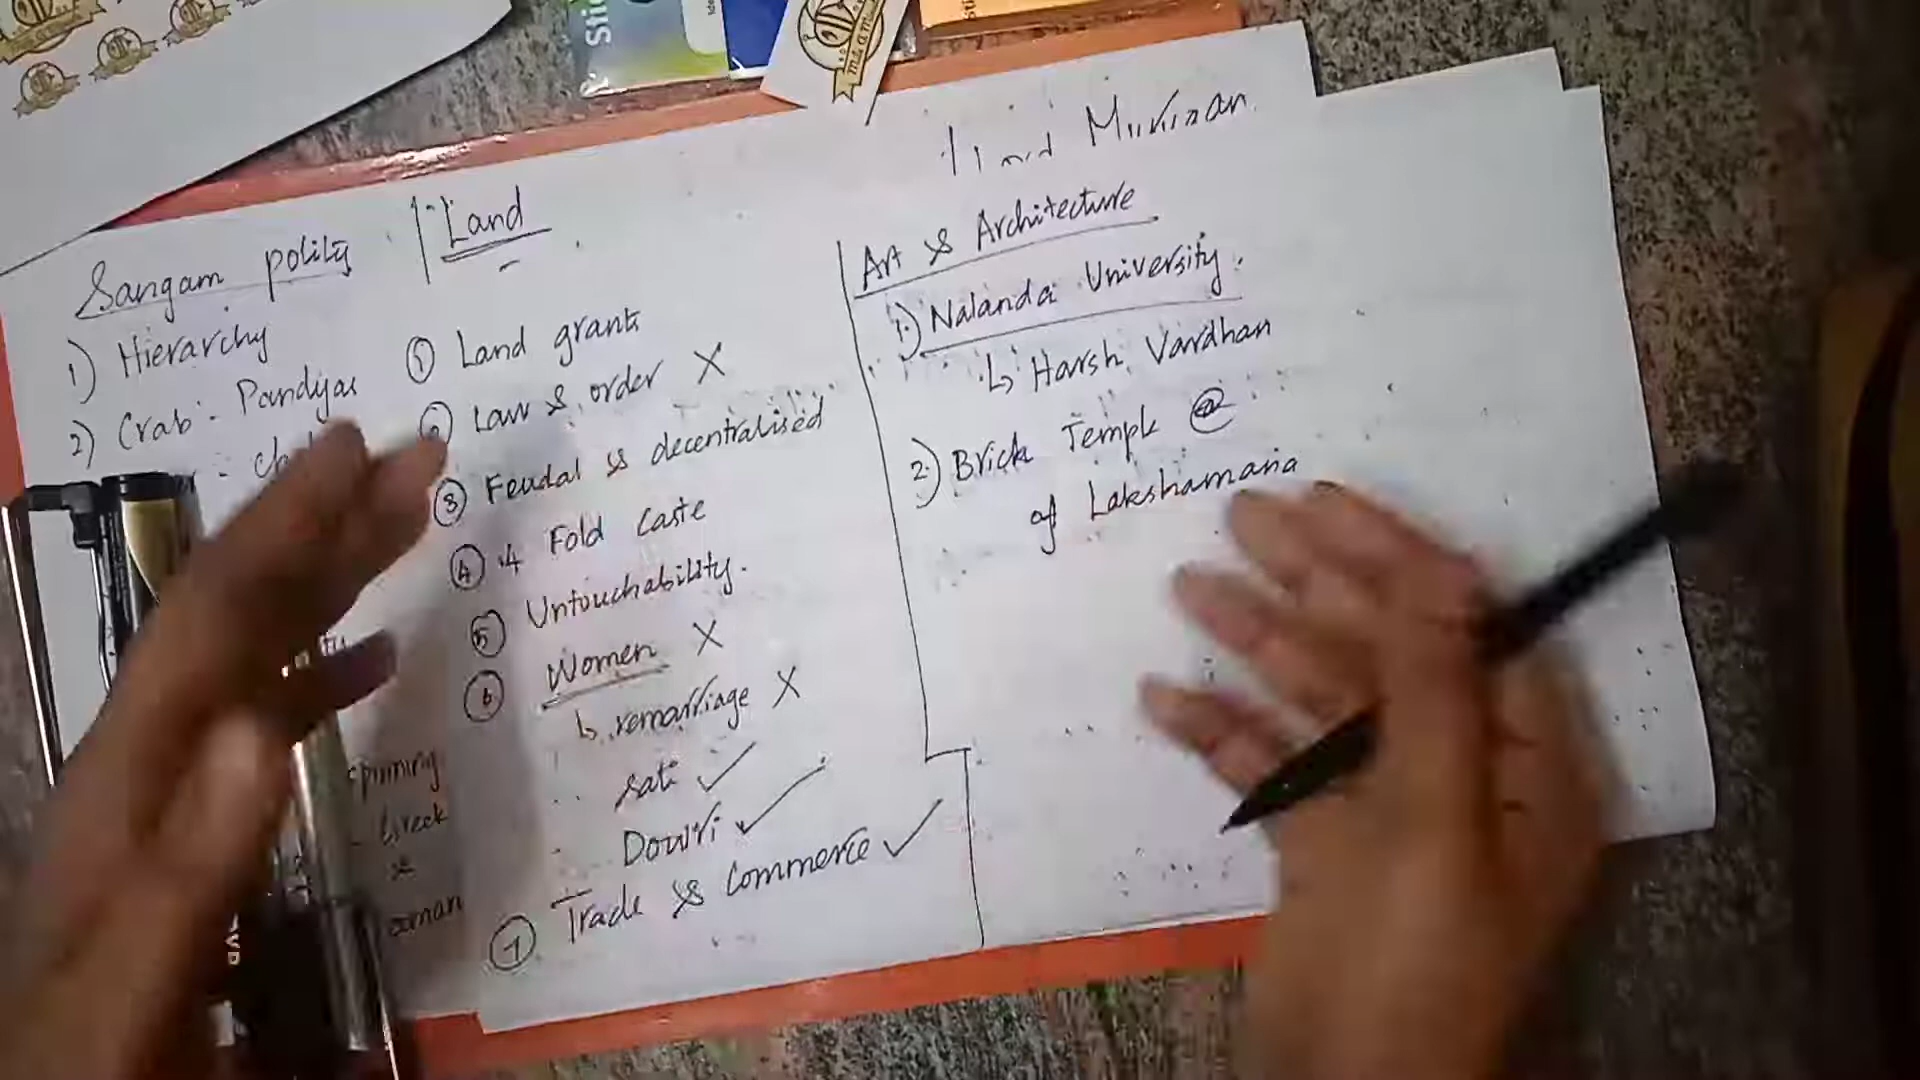 Sangam polity
1) Hierarchy
2) Crab - Pandyas
spinning
Land
① Land grants
Law & order X
③ Feudal & decentralised
④ 4 Fold Caste
⑤ Untouchability.
⑥ Women X
↳ remarriage X
sati ✓
Dowri ✓
⑦ Trade & Commerce ✓
Art & Architecture
1.) Nalanda University.
↳ Harsh Vardhan
2.) Brick Temple @
of Lakshamana